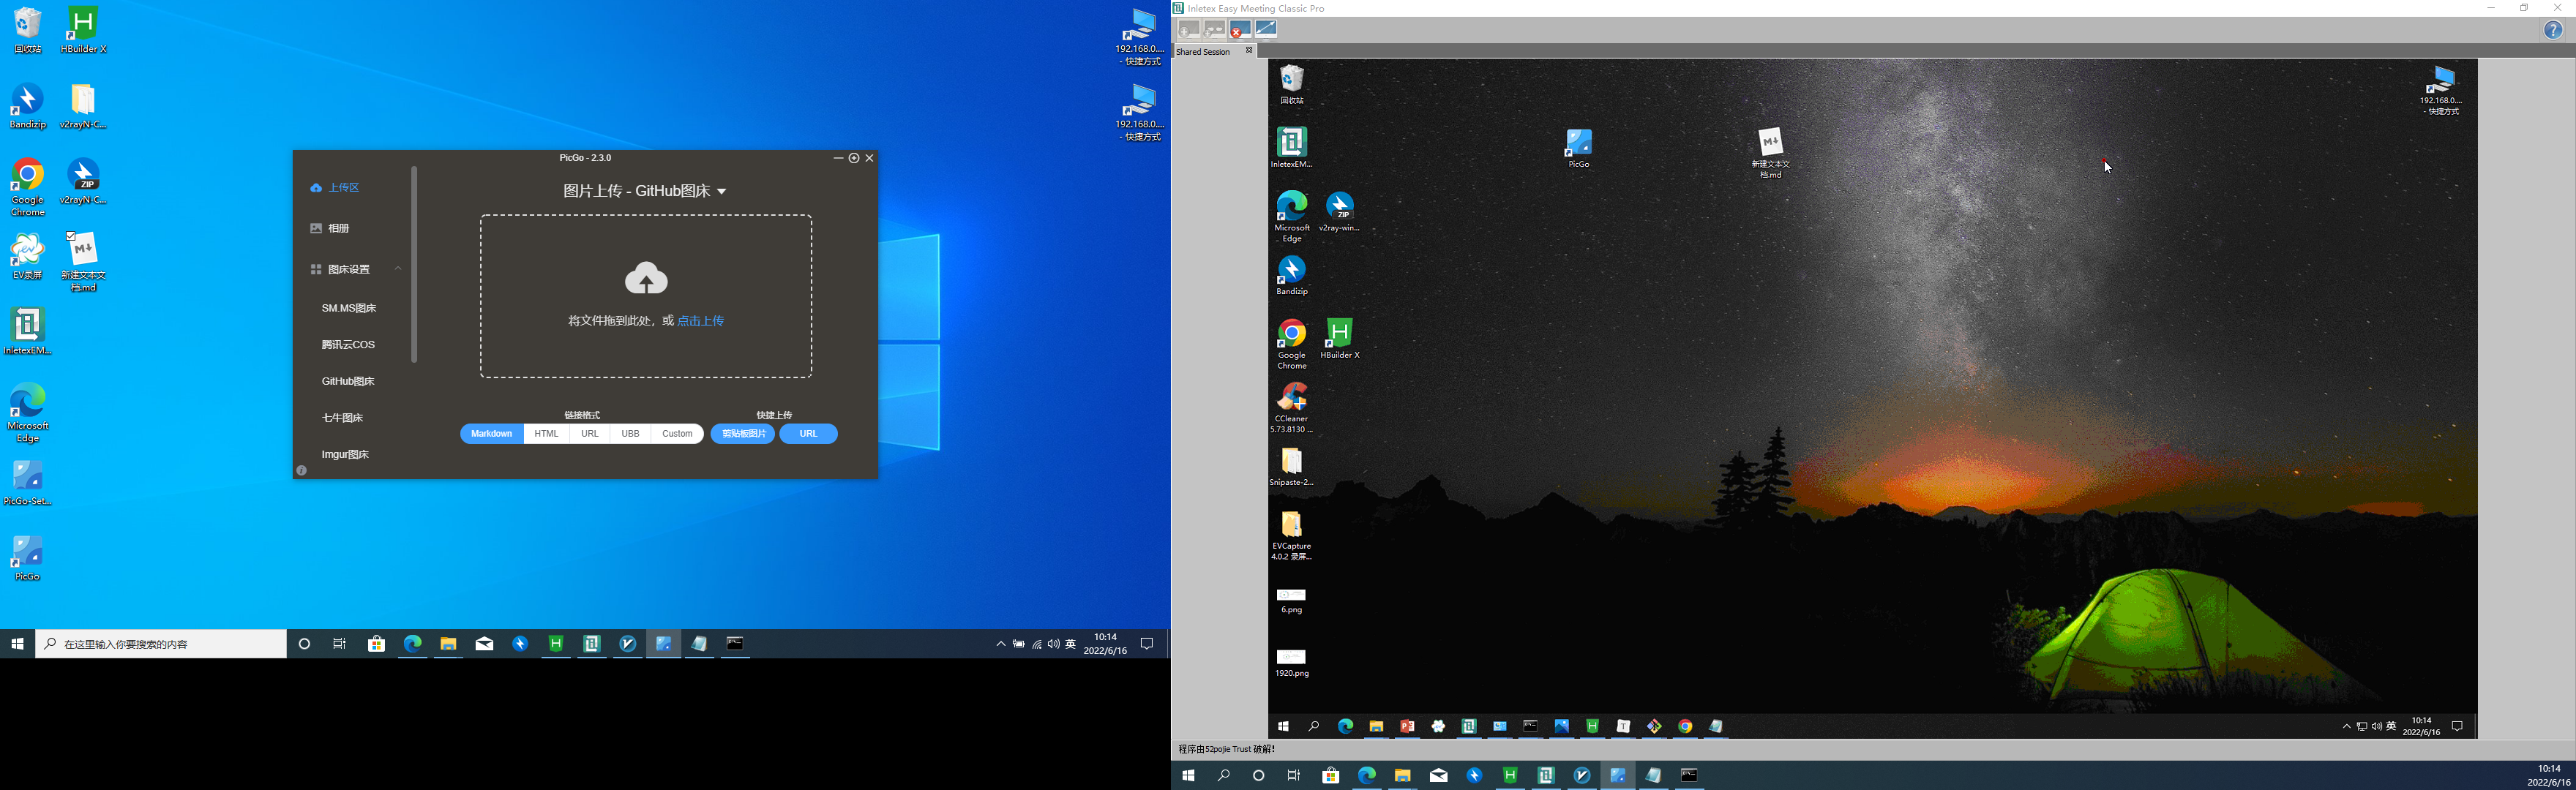 回收站
HBuilder X
Bandizip
v2rayN-C...
Google
Chrome
ZIP
v2rayN-C...
EV录屏
M↓
新建文本文
档.md
InletexEM...
Microsoft
Edge
PicGo-Set...
PicGo
192.168.0....
- 快捷方式
192.168.0....
- 快捷方式
PicGo - 2.3.0
上传区
相册
图床设置
SM.MS图床
腾讯云COS
GitHub图床
七牛图床
Imgur图床
图片上传 - GitHub图床
将文件拖到此处，或 点击上传
链接格式
快捷上传
Markdown
HTML
URL
UBB
Custom
剪贴板图片
URL
在这里输入你要搜索的内容
英
10:14
2022/6/16
Inletex Easy Meeting Classic Pro
Shared Session
回收站
InletexEM...
PicGo
M↓
新建文本文
档.md
192.168.0....
- 快捷方式
Microsoft
Edge
ZIP
v2ray-win...
Bandizip
Google
Chrome
HBuilder X
CCleaner
5.73.8130 ...
Snipaste-2...
EVCapture
4.0.2 录屏...
6.png
1920.png
英
10:14
2022/6/16
程序由52pojie Trust 破解!
10:14
2022/6/16